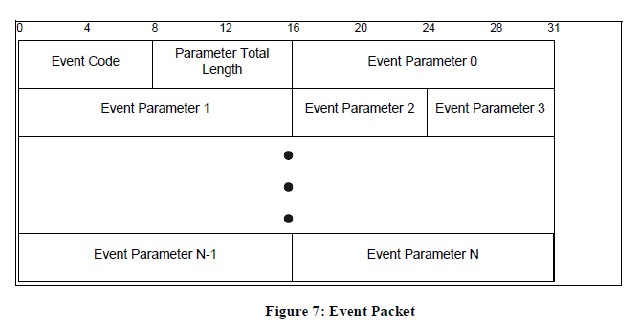 0 4 8 12 16 20 24 28 31
Event Code
Parameter Total
Length
Event Parameter 0
Event Parameter 1
Event Parameter 2
Event Parameter 3
Event Parameter N-1
Event Parameter N
Figure 7: Event Packet